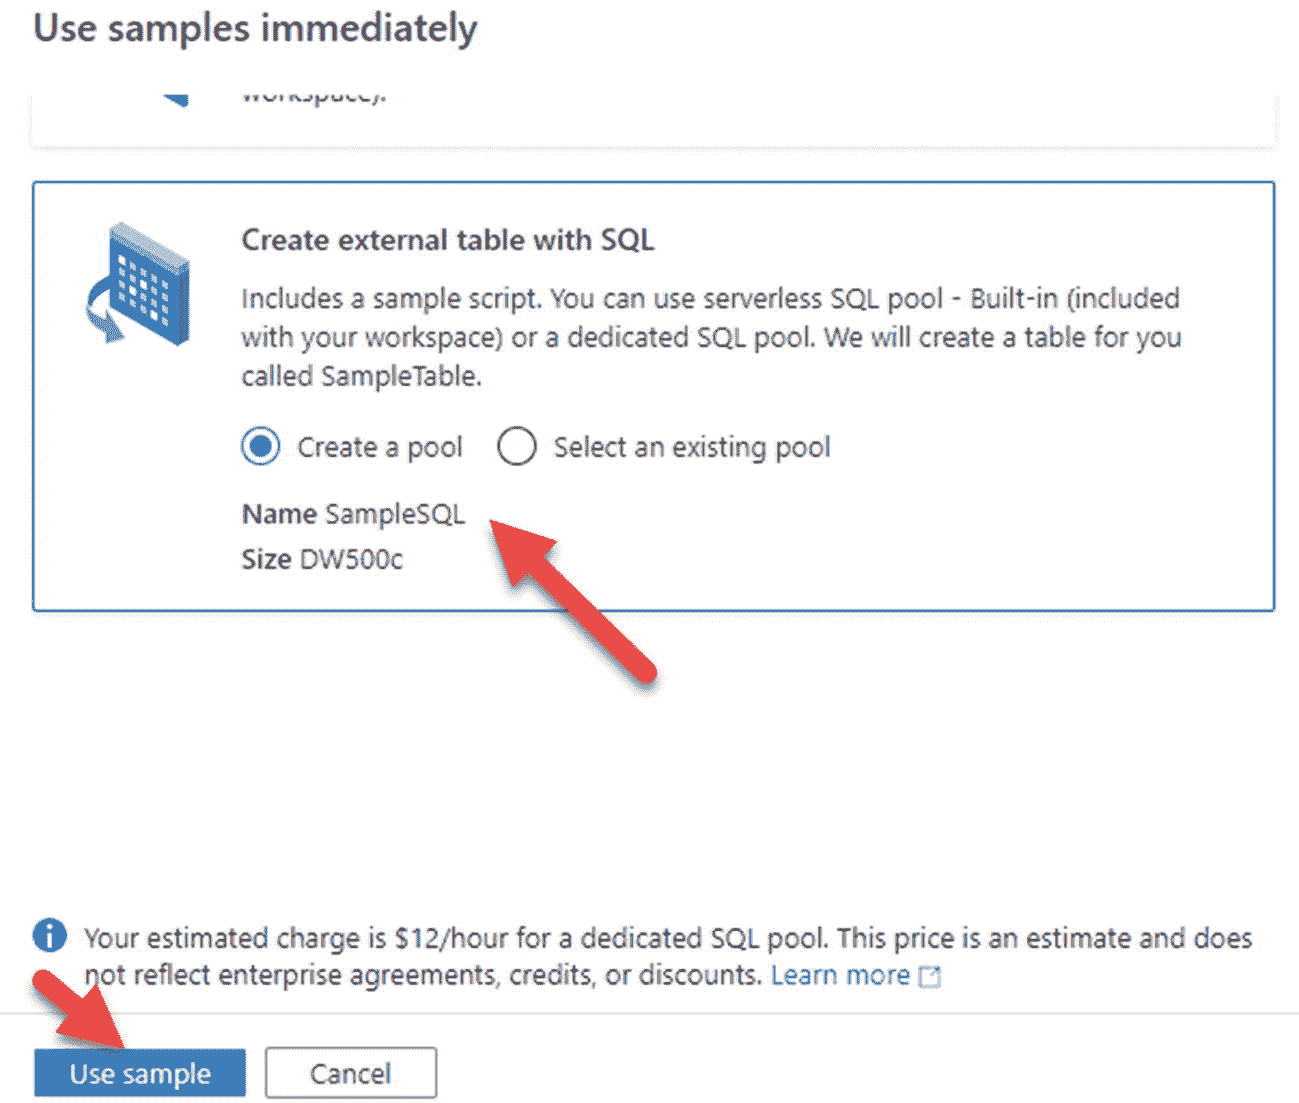 Use samples immediately
workspace).
Create external table with SQL
Includes a sample script. You can use serverless SQL pool - Built-in (included
with your workspace) or a dedicated SQL pool. We will create a table for you
called SampleTable.
Create a pool Select an existing pool
Name SampleSQL
Size DW500c
Your estimated charge is $12/hour for a dedicated SQL pool. This price is an estimate and does
not reflect enterprise agreements, credits, or discounts. Learn more
Use sample Cancel